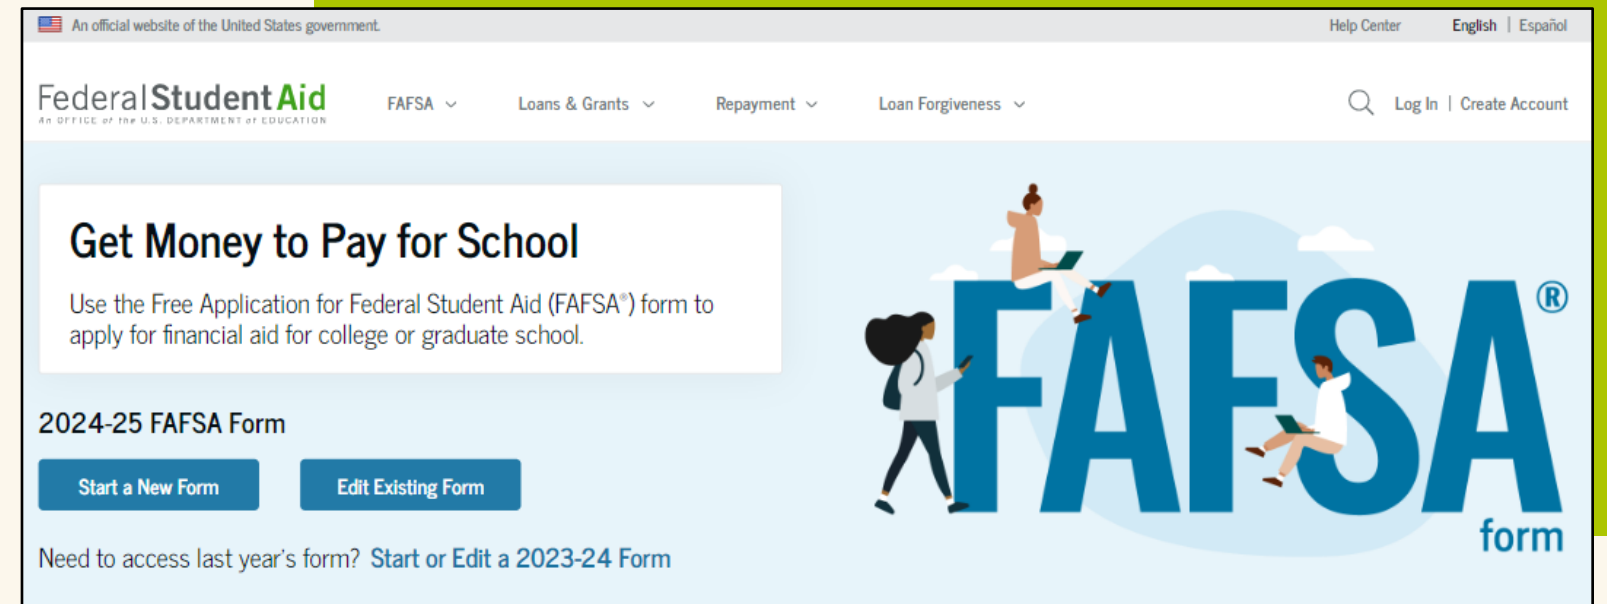 An official website of the United States government.
Help Center English | Español
Federal Student Aid
An OFFICE of the U.S. DEPARTMENT of EDUCATION
FAFSA Loans & Grants Repayment Loan Forgiveness
Log In | Create Account
Get Money to Pay for School
Use the Free Application for Federal Student Aid (FAFSA®) form to
apply for financial aid for college or graduate school.
2024-25 FAFSA Form
Start a New Form Edit Existing Form
Need to access last year's form? Start or Edit a 2023-24 Form
FAFSA®
form